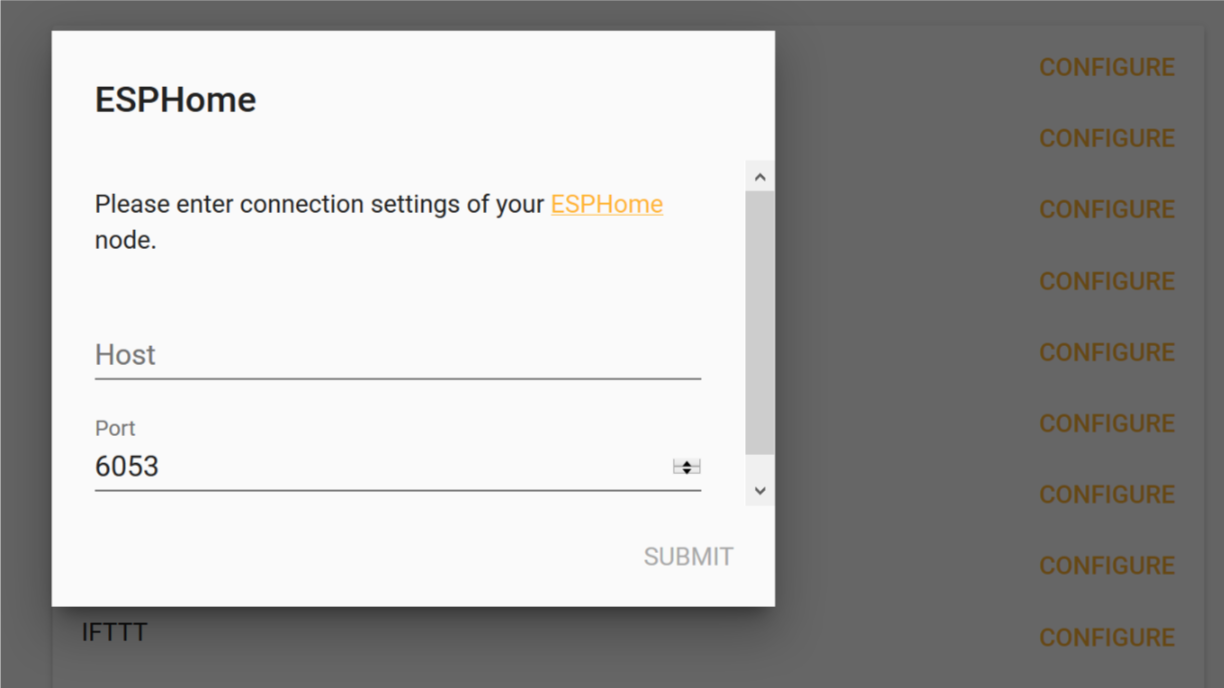 ESPHome
Please enter connection settings of your ESPHome
node.
Host
Port
6053
SUBMIT
CONFIGURE
CONFIGURE
CONFIGURE
CONFIGURE
CONFIGURE
CONFIGURE
CONFIGURE
CONFIGURE
IFTTT CONFIGURE